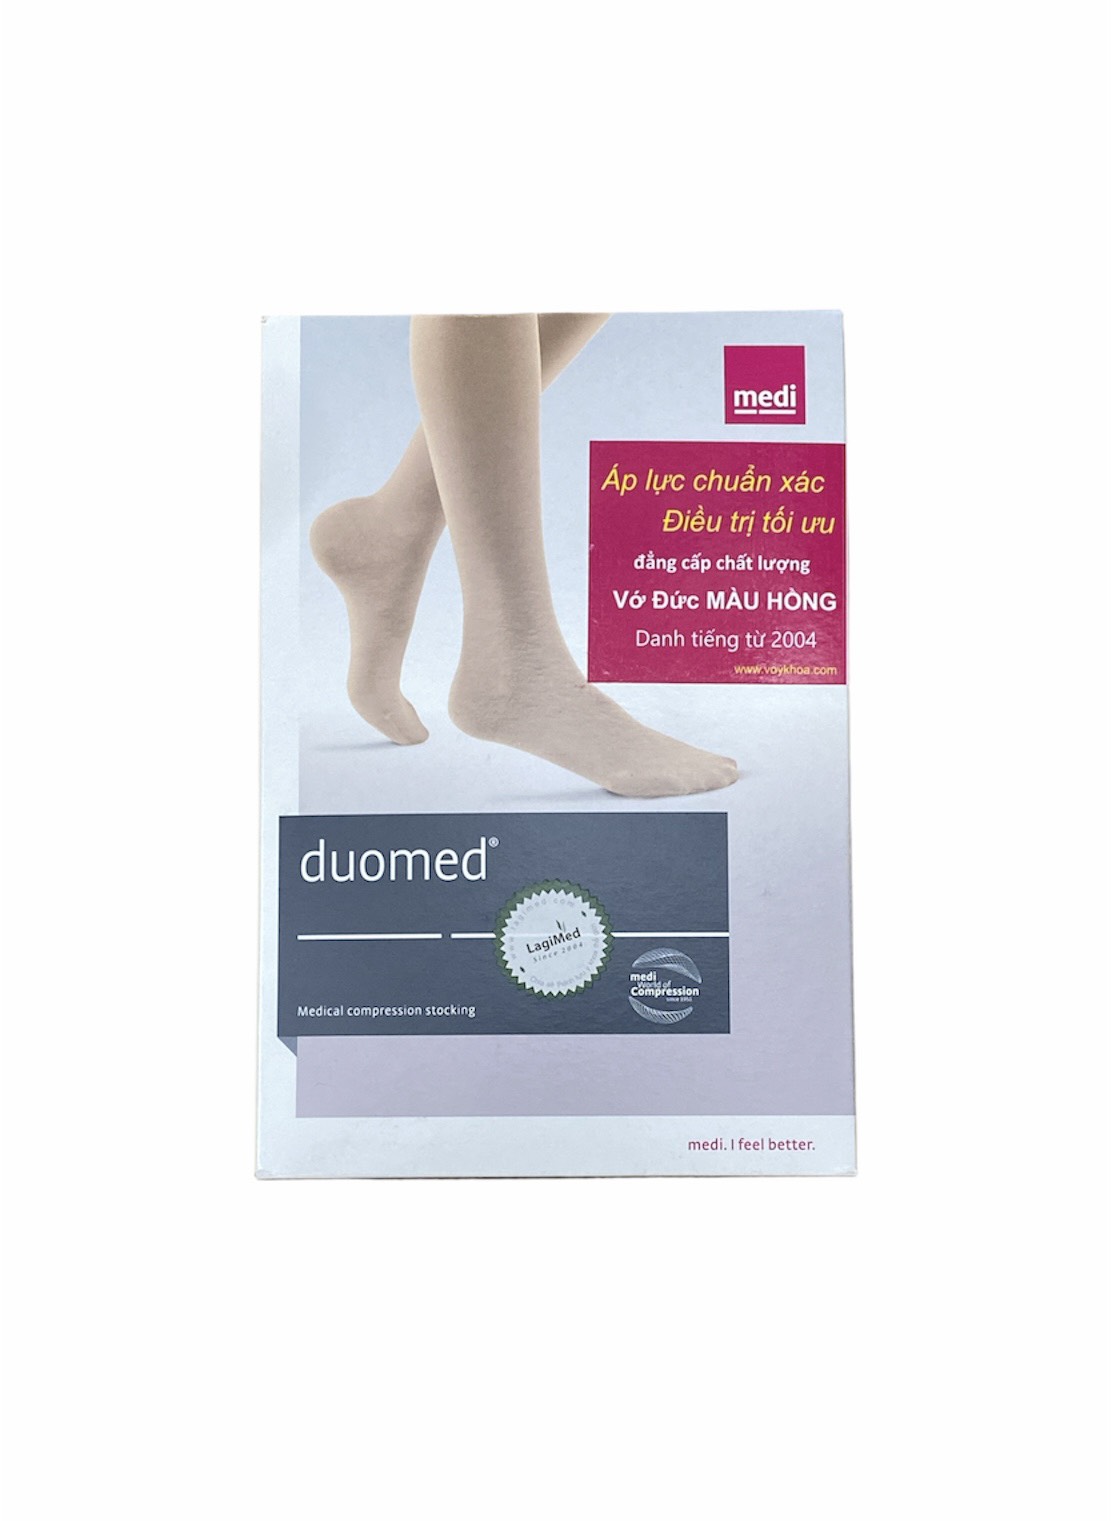 medi
Áp lực chuẩn xác
Điều trị tối ưu
đẳng cấp chất lượng
Vớ Đức MÀU HỒNG
Danh tiếng từ 2004
www.voykhoa.com
duomed®
LagiMed
Since 2004
medi
World of
Compression
since 1951
Medical compression stocking
medi. I feel better.